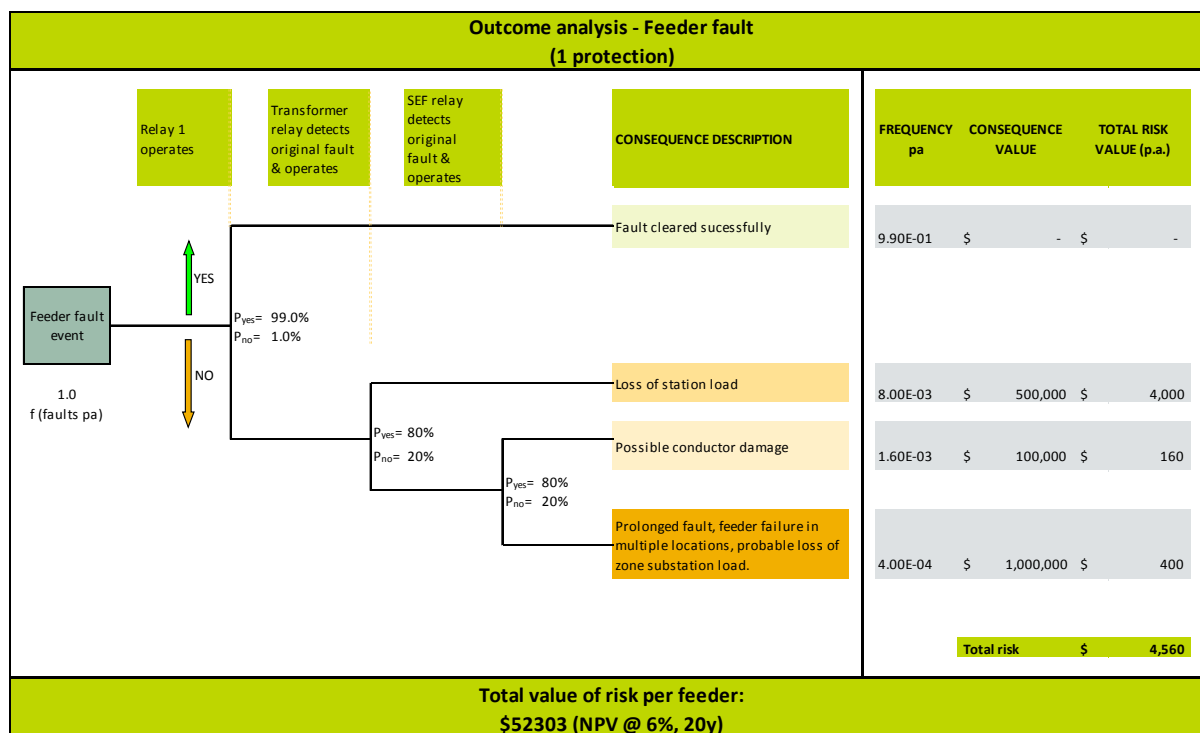 Outcome analysis - Feeder fault
(1 protection)
Relay 1
operates
Transformer
relay detects
original fault
& operates
SEF relay
detects
original
fault &
operates
CONSEQUENCE DESCRIPTION
FREQUENCY
pa
CONSEQUENCE
VALUE
TOTAL RISK
VALUE (p.a.)
Fault cleared sucessfully
9.90E-01 $ - $ -
YES
Feeder fault
event
Pyes= 99.0%
Pno= 1.0%
NO
1.0
f (faults pa)
Loss of station load
8.00E-03 $ 500,000 $ 4,000
Pyes= 80%
Pno= 20%
Possible conductor damage
1.60E-03 $ 100,000 $ 160
Pyes= 80%
Pno= 20%
Prolonged fault, feeder failure in
multiple locations, probable loss of
zone substation load.
4.00E-04 $ 1,000,000 $ 400
Total risk $ 4,560
Total value of risk per feeder:
$52303 (NPV @ 6%, 20y)